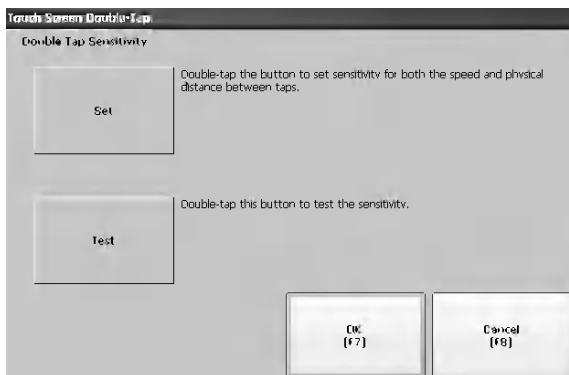 Touch Screen Double-Tap
Double Tap Sensitivity
Set
Double-tap the button to set sensitivity for both the speed and physical
distance between taps.
Test
Double-tap this button to test the sensitivity.
OK
(F7)
Cancel
(F8)